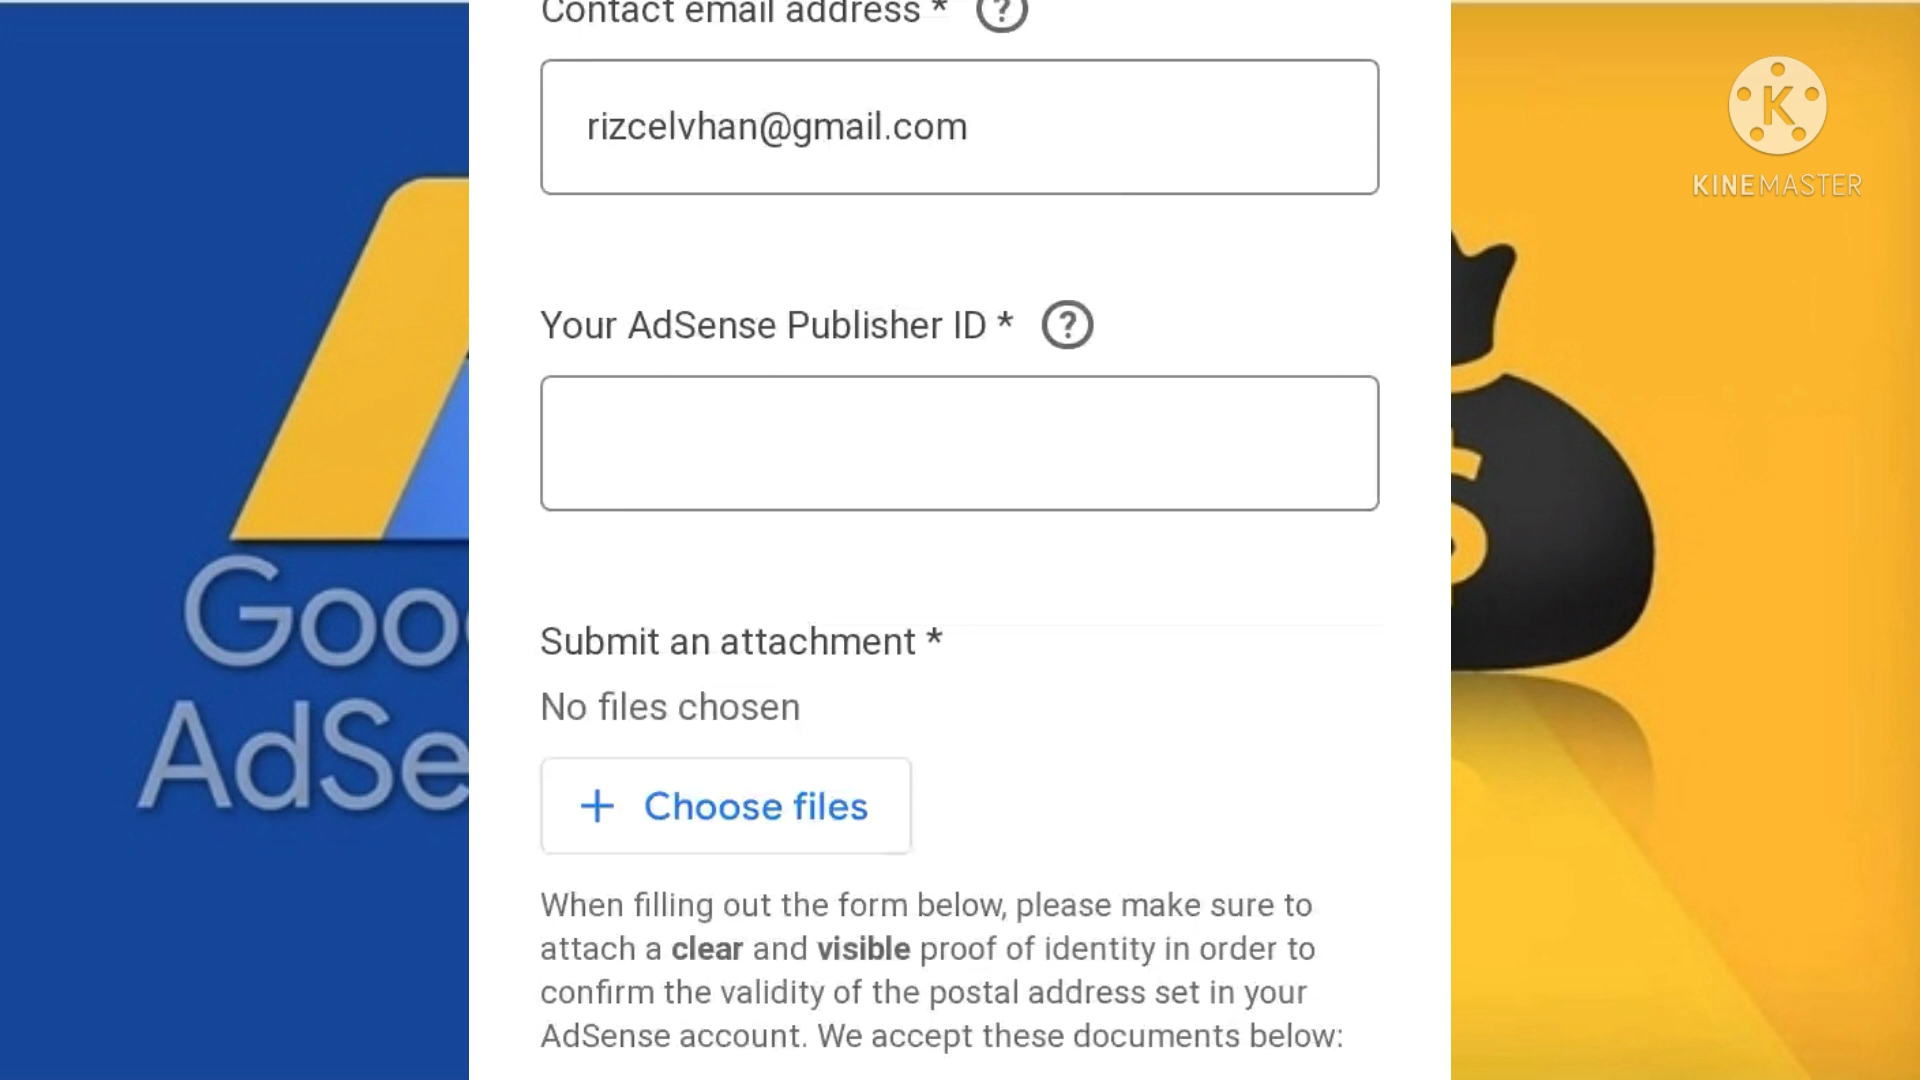 Contact email address *
rizcelvhan@gmail.com
K
KINEMASTER
Your AdSense Publisher ID *
Goo
AdSe
$
Submit an attachment *
No files chosen
+ Choose files
When filling out the form below, please make sure to
attach a clear and visible proof of identity in order to
confirm the validity of the postal address set in your
AdSense account. We accept these documents below: